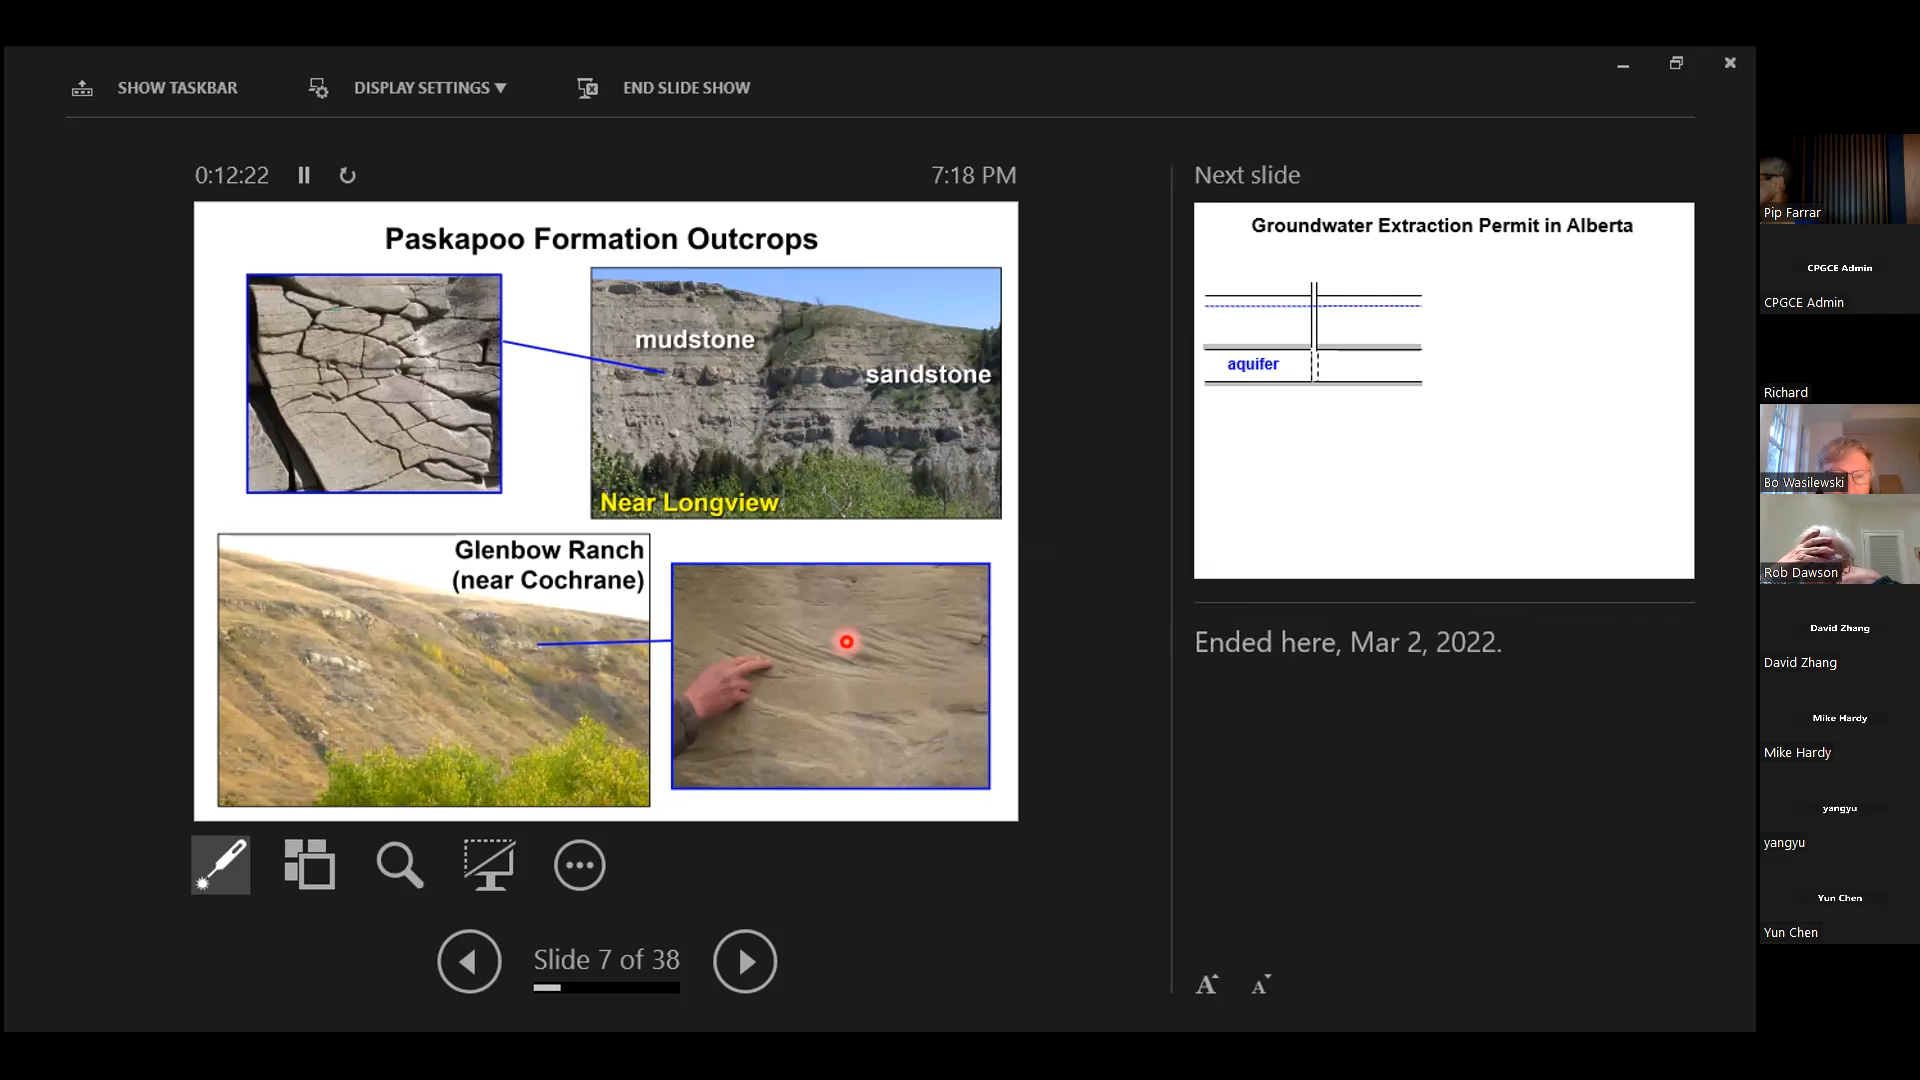 SHOW TASKBAR
DISPLAY SETTINGS ▼
END SLIDE SHOW
0:12:22
7:18 PM
Paskapoo Formation Outcrops
mudstone
sandstone
Near Longview
Glenbow Ranch
(near Cochrane)
Slide 7 of 38
Next slide
Groundwater Extraction Permit in Alberta
aquifer
Ended here, Mar 2, 2022.
A
A
Pip Farrar
CPGCE Admin
CPGCE Admin
Richard
Bo Wasilewski
Rob Dawson
David Zhang
David Zhang
Mike Hardy
Mike Hardy
yangyu
yangyu
Yun Chen
Yun Chen